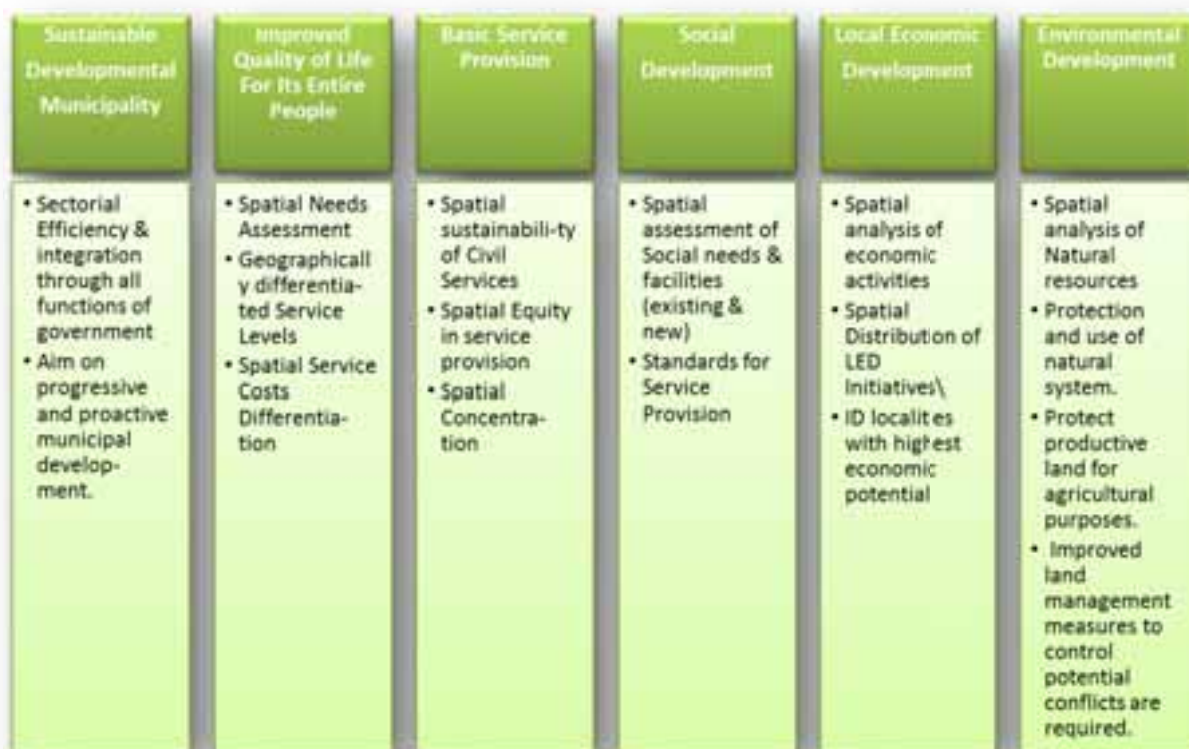 Sustainable
Developmental
Municipality
• Sectorial
Efficiency &
integration
through all
functions of
government
• Aim on
progressive
and proactive
municipal
develop-
ment.
Improved
Quality of Life
For Its Entire
People
• Spatial Needs
Assessment
• Geographicall
y differentia-
ted Service
Levels
• Spatial Service
Costs
Differentia-
tion
Basic Service
Provision
• Spatial
sustainabili-ty
of Civil
Services
• Spatial Equity
in service
provision
• Spatial
Concentra-
tion
Social
Development
• Spatial
assessment of
Social needs &
facilities
(existing &
new)
• Standards for
Service
Provision
Local Economic
Development
• Spatial
analysis of
economic
activities
• Spatial
Distribution of
LED
Initiatives\
• ID localities
with highest
economic
potential
Environmental
Development
• Spatial
analysis of
Natural
resources
• Protection
and use of
natural
system.
• Protect
productive
land for
agricultural
purposes.
• Improved
land
management
measures to
control
potential
conflicts are
required.